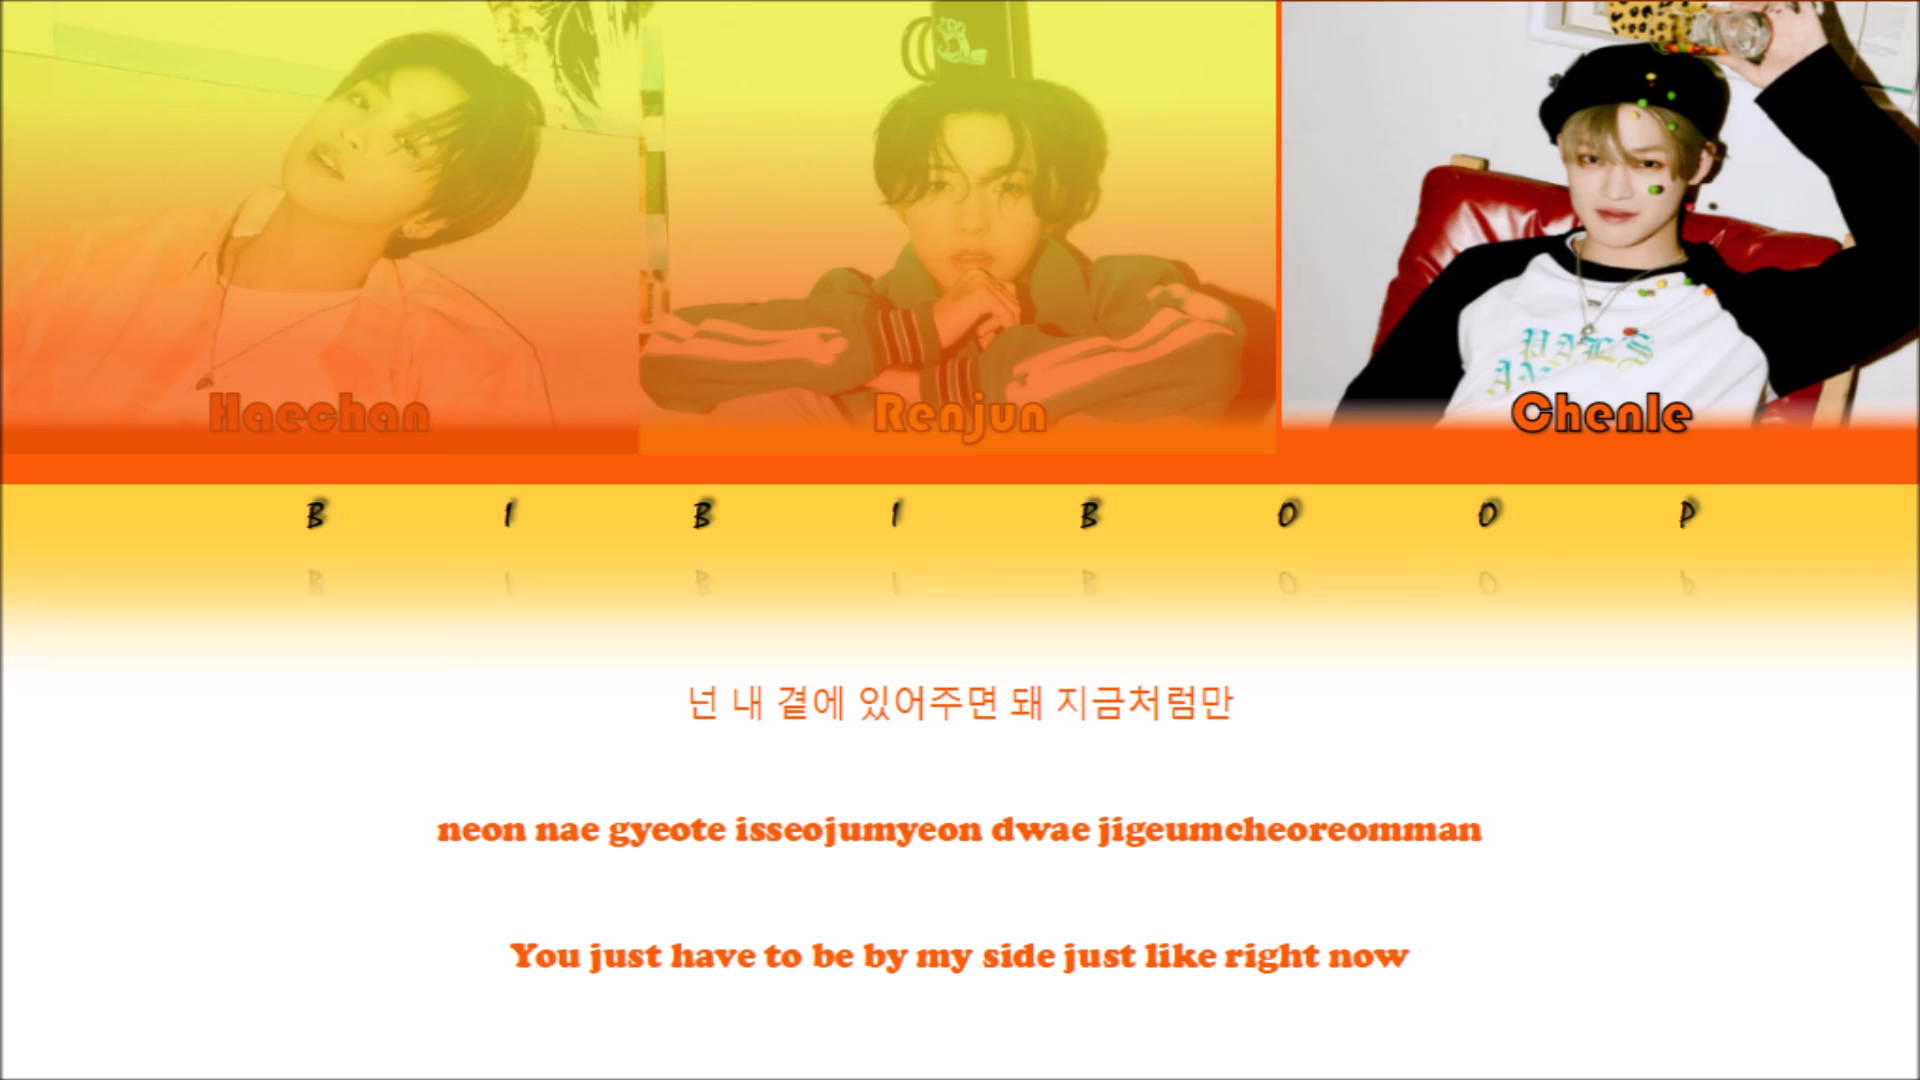 Haechan
Renjun
Chenle
B I B I B O O P
넌 내 곁에 있어주면 돼 지금처럼만
neon nae gyeote isseojumyeon dwae jigeumcheoreomman
You just have to be by my side just like right now